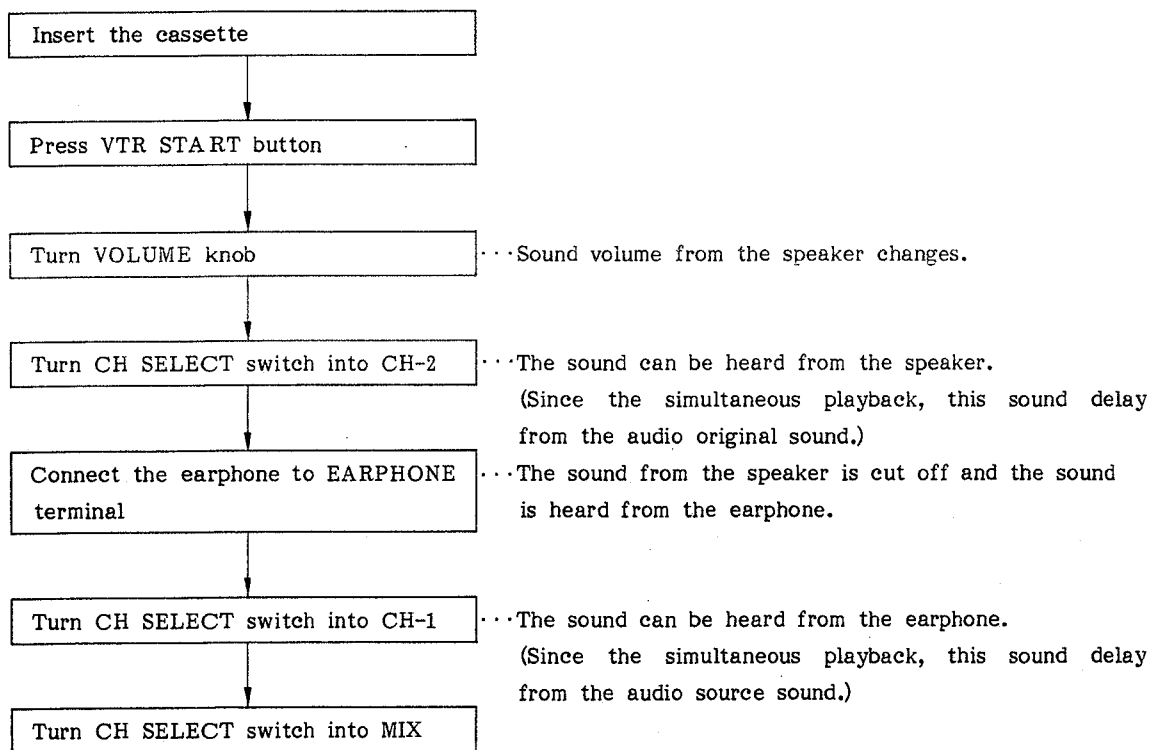 Insert the cassette
Press VTR START button
Turn VOLUME knob
···Sound volume from the speaker changes.
Turn CH SELECT switch into CH-2
···The sound can be heard from the speaker.
(Since the simultaneous playback, this sound delay
from the audio original sound.)
Connect the earphone to EARPHONE
terminal
···The sound from the speaker is cut off and the sound
is heard from the earphone.
Turn CH SELECT switch into CH-1
···The sound can be heard from the earphone.
(Since the simultaneous playback, this sound delay
from the audio source sound.)
Turn CH SELECT switch into MIX